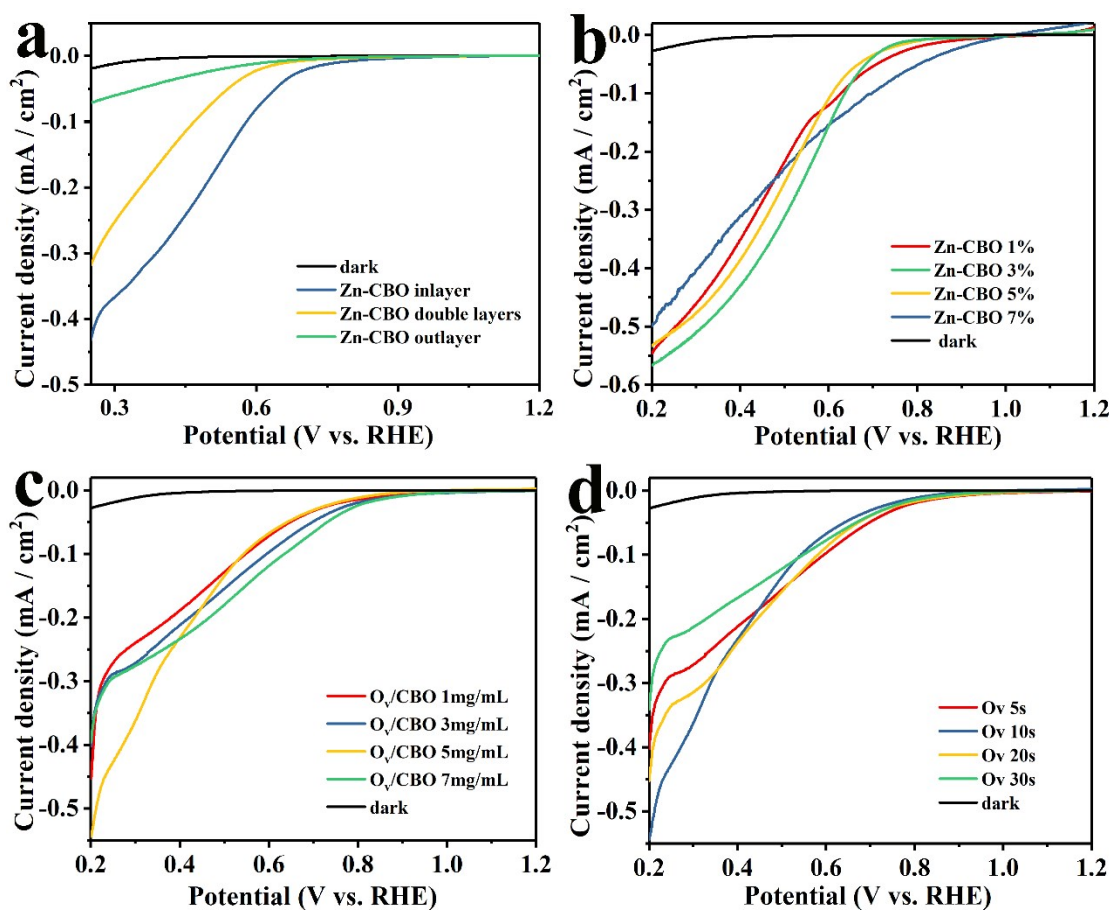 a
Current density (mA / cm²)
0.0
-0.1
-0.2
-0.3
-0.4
-0.5
dark
Zn-CBO inlayer
Zn-CBO double layers
Zn-CBO outlayer
0.3 0.6 0.9 1.2
Potential (V vs. RHE)
b
Current density (mA / cm²)
0.0
-0.1
-0.2
-0.3
-0.4
-0.5
-0.6
Zn-CBO 1%
Zn-CBO 3%
Zn-CBO 5%
Zn-CBO 7%
dark
0.2 0.4 0.6 0.8 1.0 1.2
Potential (V vs. RHE)
c
Current density (mA / cm²)
0.0
-0.1
-0.2
-0.3
-0.4
-0.5
Oᵥ/CBO 1mg/mL
Oᵥ/CBO 3mg/mL
Oᵥ/CBO 5mg/mL
Oᵥ/CBO 7mg/mL
dark
0.2 0.4 0.6 0.8 1.0 1.2
Potential (V vs. RHE)
d
Current density (mA / cm²)
0.0
-0.1
-0.2
-0.3
-0.4
-0.5
Ov 5s
Ov 10s
Ov 20s
Ov 30s
dark
0.2 0.4 0.6 0.8 1.0 1.2
Potential (V vs. RHE)